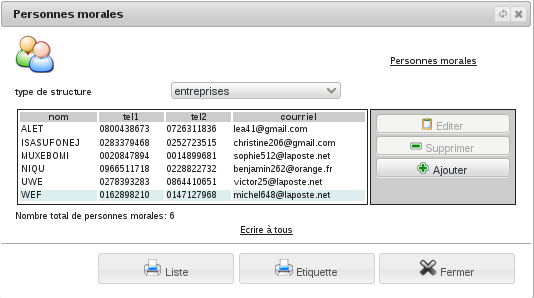 Personnes morales
Personnes morales
type de structure entreprises
nom tel1 tel2 courriel
ALET 0800438673 0726311836 lea41@gmail.com
ISASUFONEJ 0283379468 0252723515 christine206@gmail.com
MUXEBOMI 0020847894 0014899681 sophie512@laposte.net
NIQU 0966511718 0228822732 benjamin262@orange.fr
UWE 0278393283 0864410651 victor25@laposte.net
WEF 0162898210 0147127968 michel648@laposte.net
Editer
Supprimer
Ajouter
Nombre total de personnes morales: 6
Ecrire à tous
Liste Etiquette Fermer